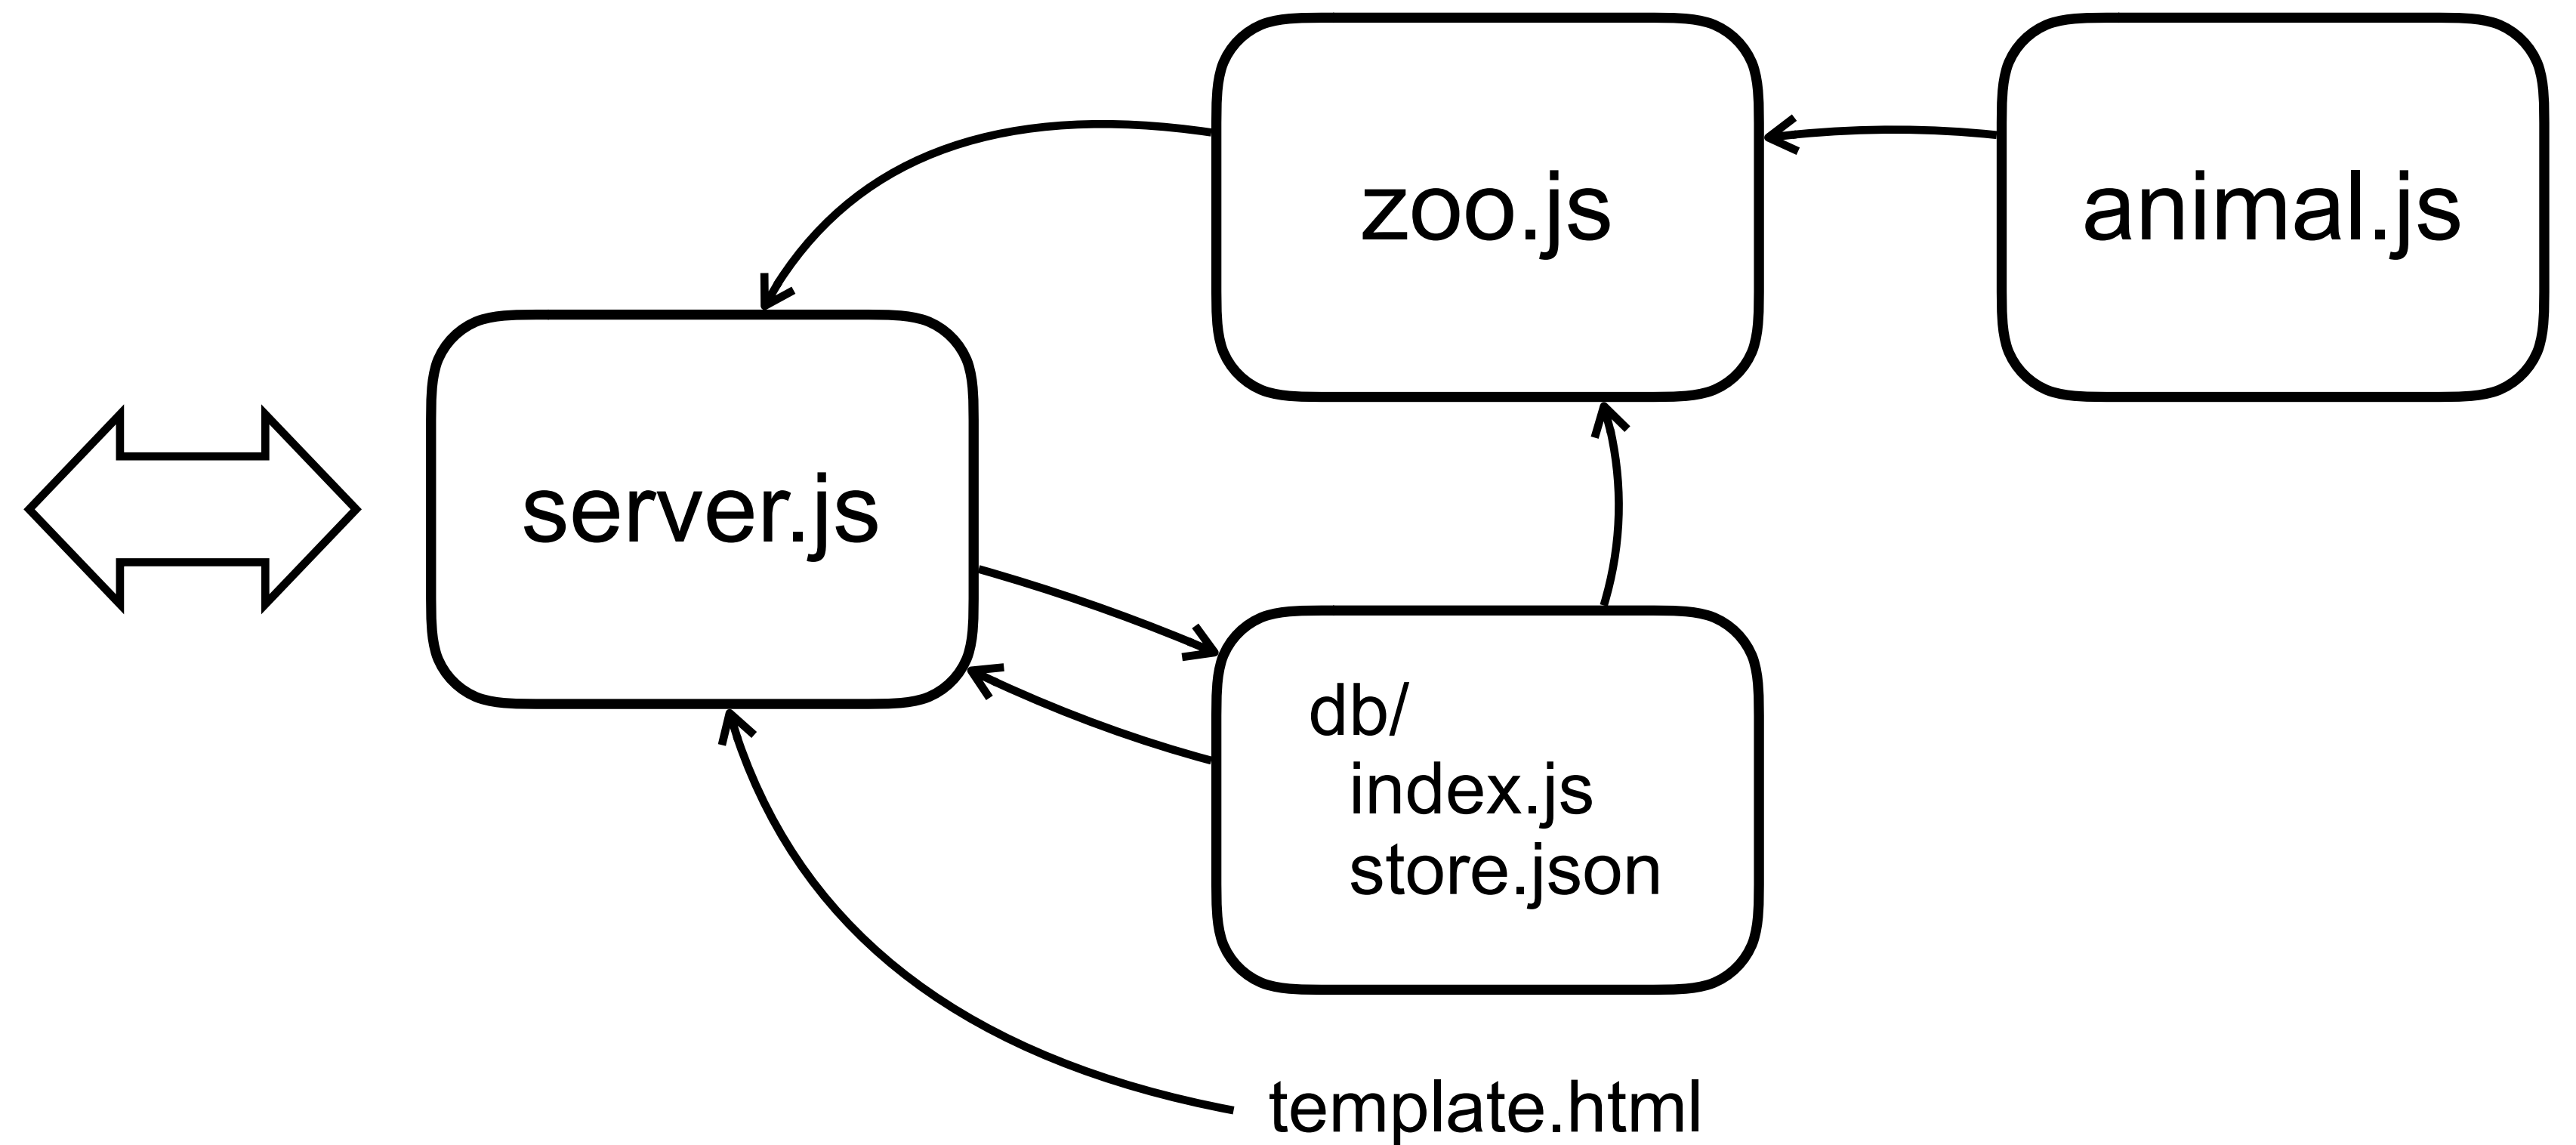 zoo.js
animal.js
server.js
db/
index.js
store.json
template.html